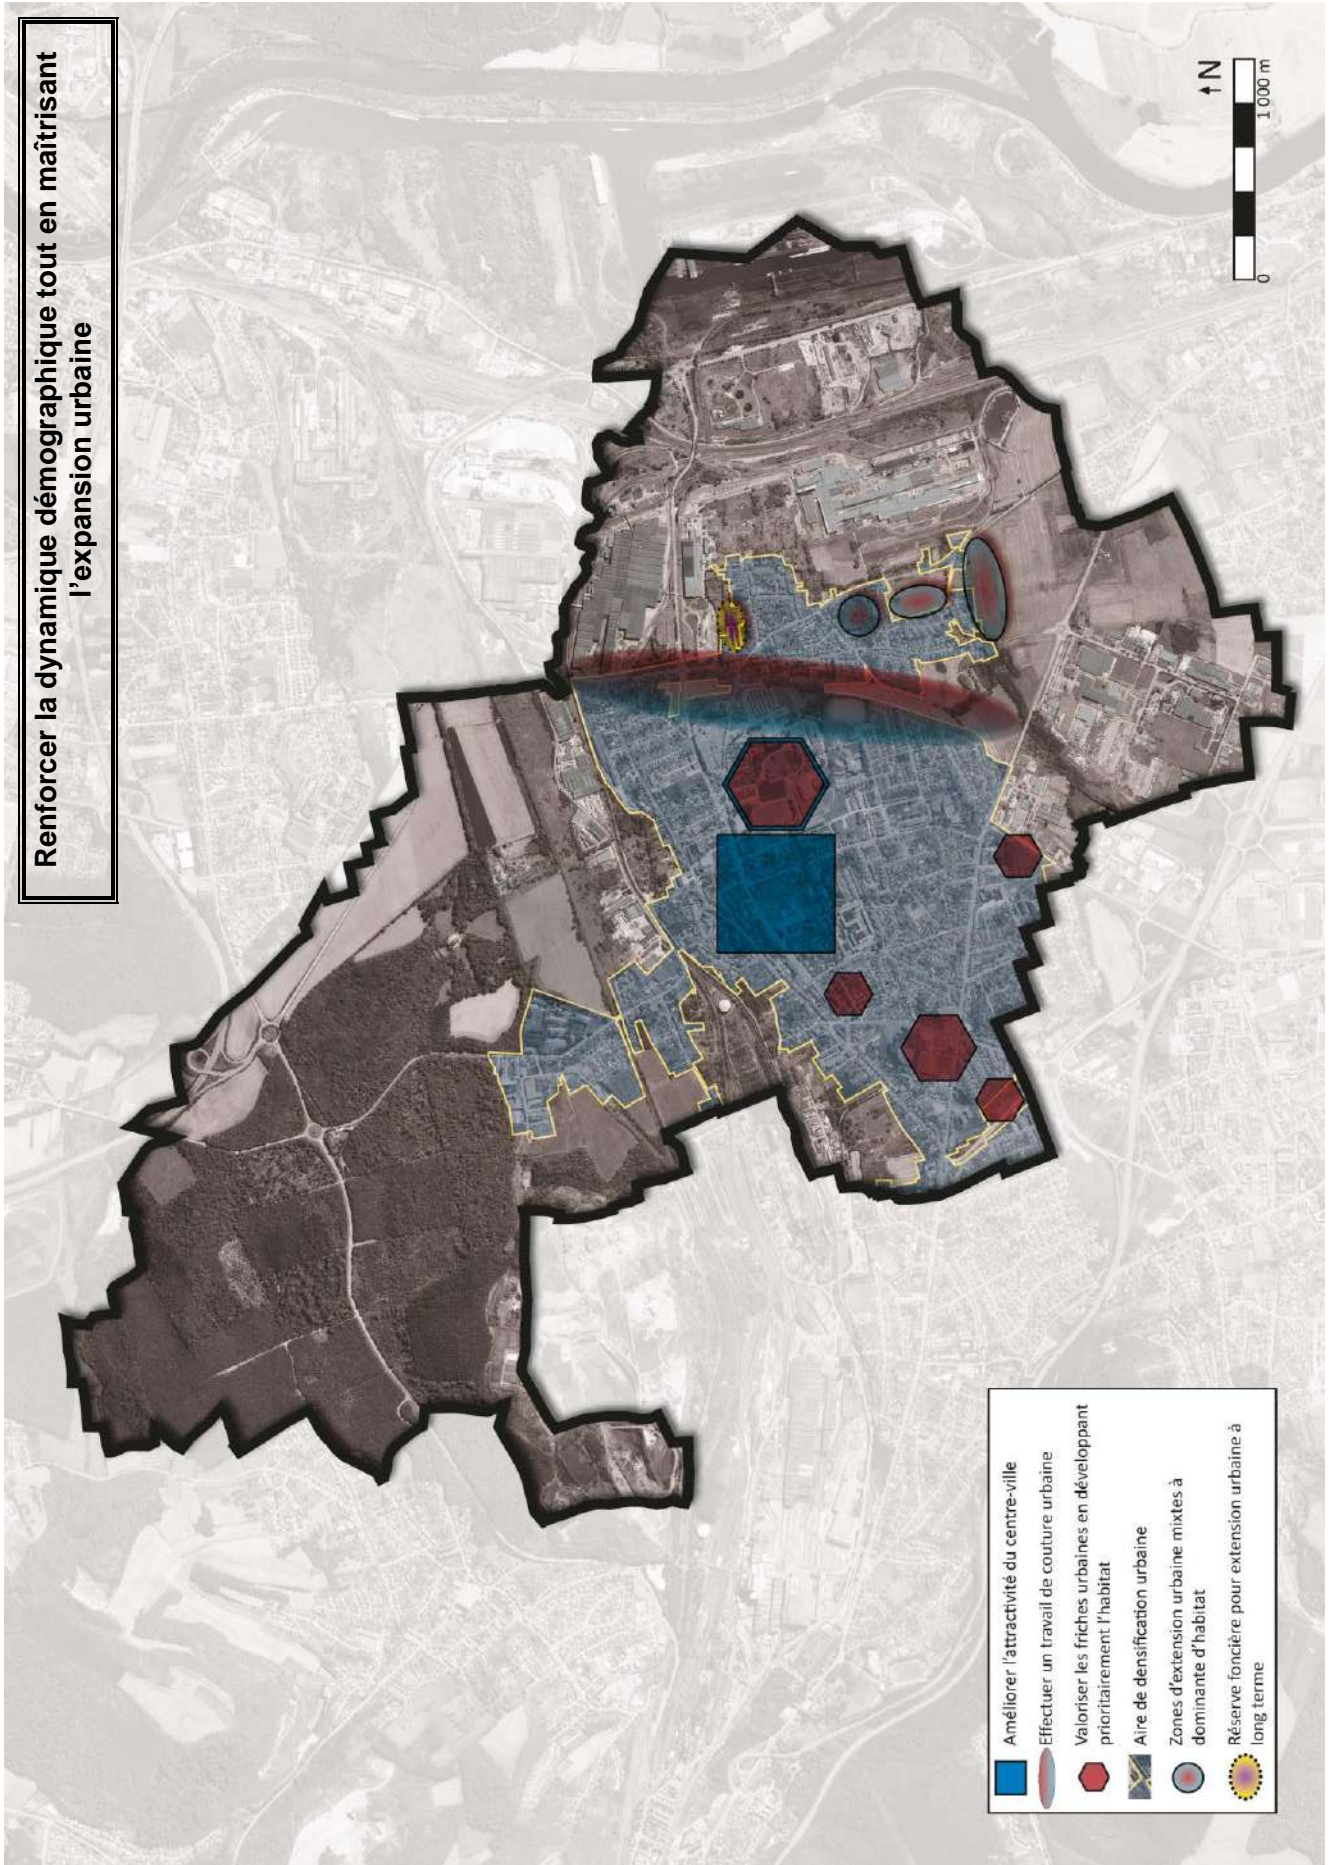 Renforcer la dynamique démographique tout en maîtrisant
l'expansion urbaine
N
0
1 000 m
Améliorer l'attractivité du centre-ville
Effectuer un travail de couture urbaine
Valoriser les friches urbaines en développant
prioritairement l'habitat
Aire de densification urbaine
Zones d'extension urbaine mixtes à
dominante d'habitat
Réserve foncière pour extension urbaine à
long terme